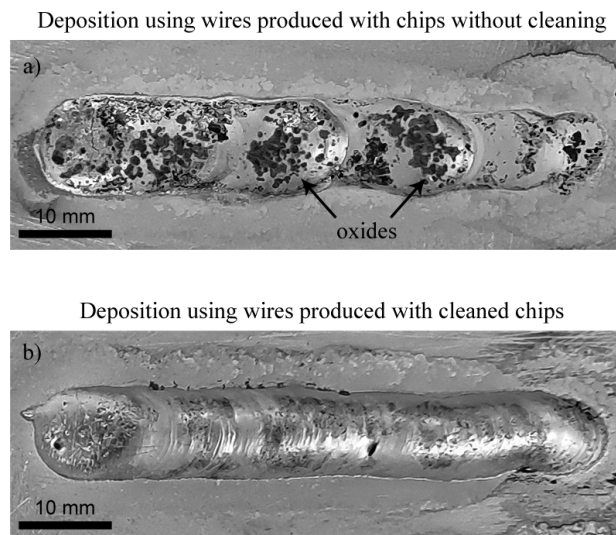 Deposition using wires produced with chips without cleaning
a)
oxides
10 mm
Deposition using wires produced with cleaned chips
b)
10 mm